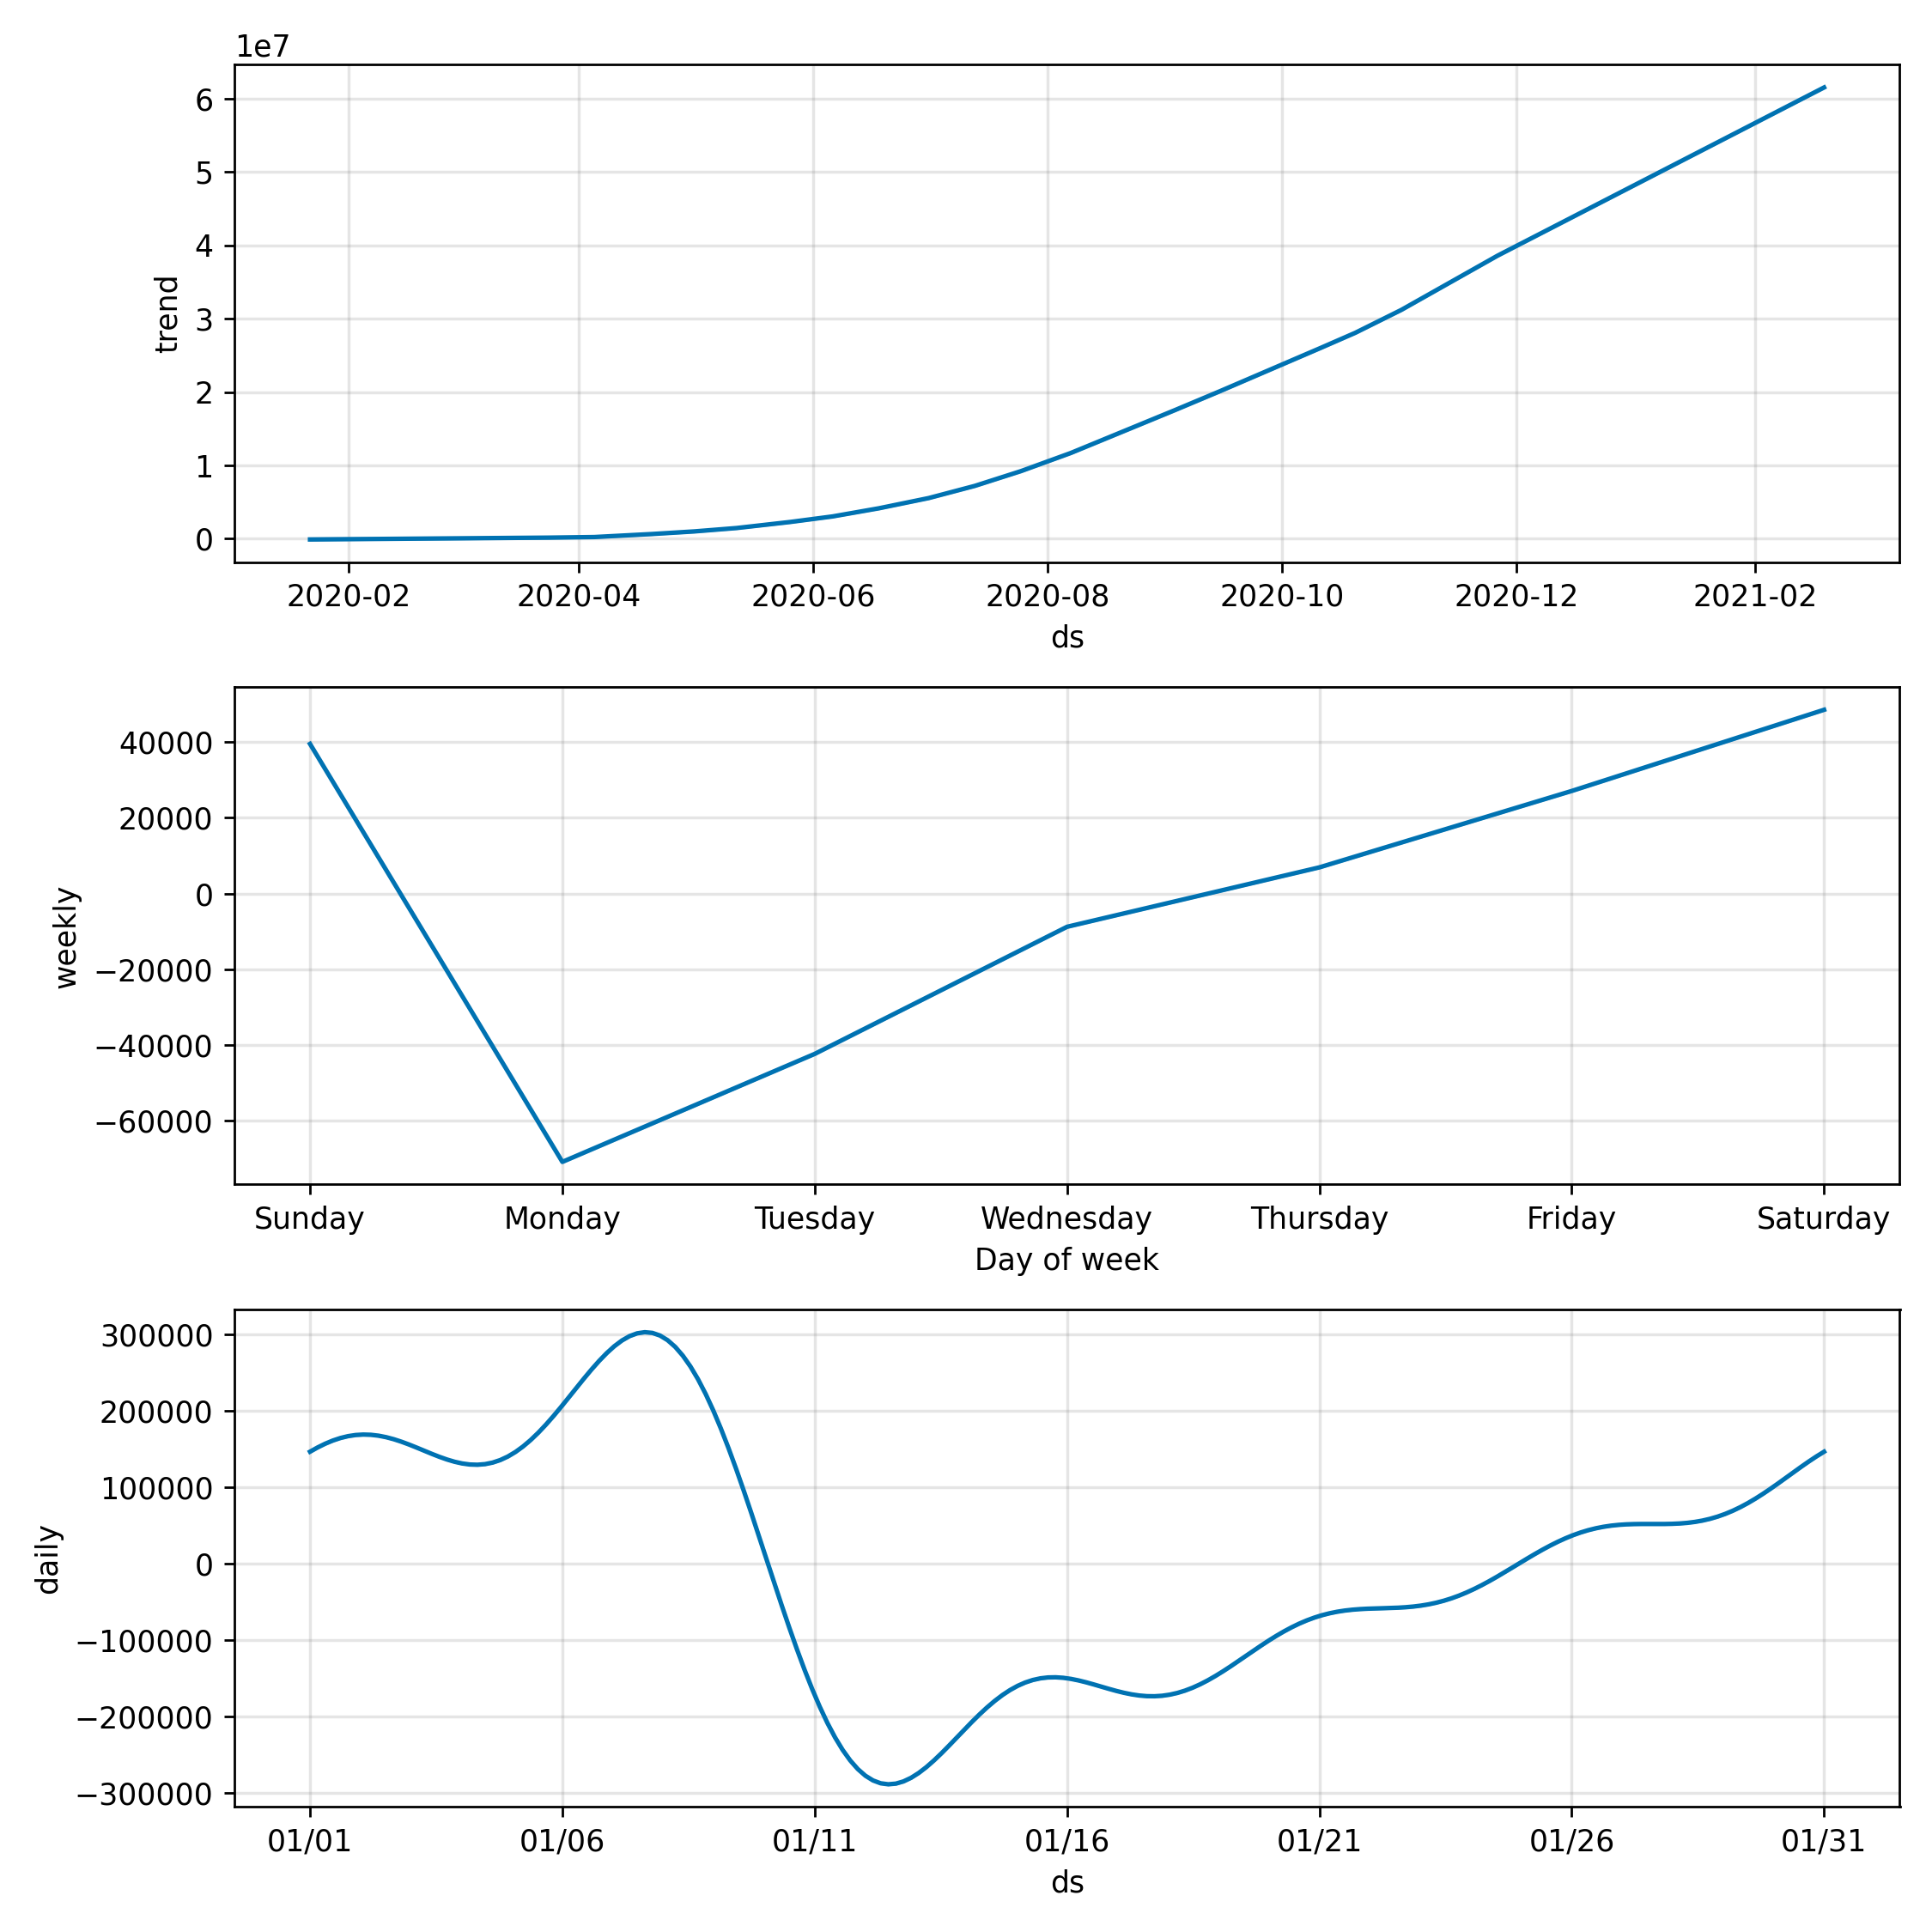 1e7
6
5
4
3
2
1
0
trend
2020-02 2020-04 2020-06 2020-08 2020-10 2020-12 2021-02
ds
40000
20000
0
−20000
−40000
−60000
weekly
Sunday Monday Tuesday Wednesday Thursday Friday Saturday
Day of week
300000
200000
100000
0
−100000
−200000
−300000
daily
01/01 01/06 01/11 01/16 01/21 01/26 01/31
ds